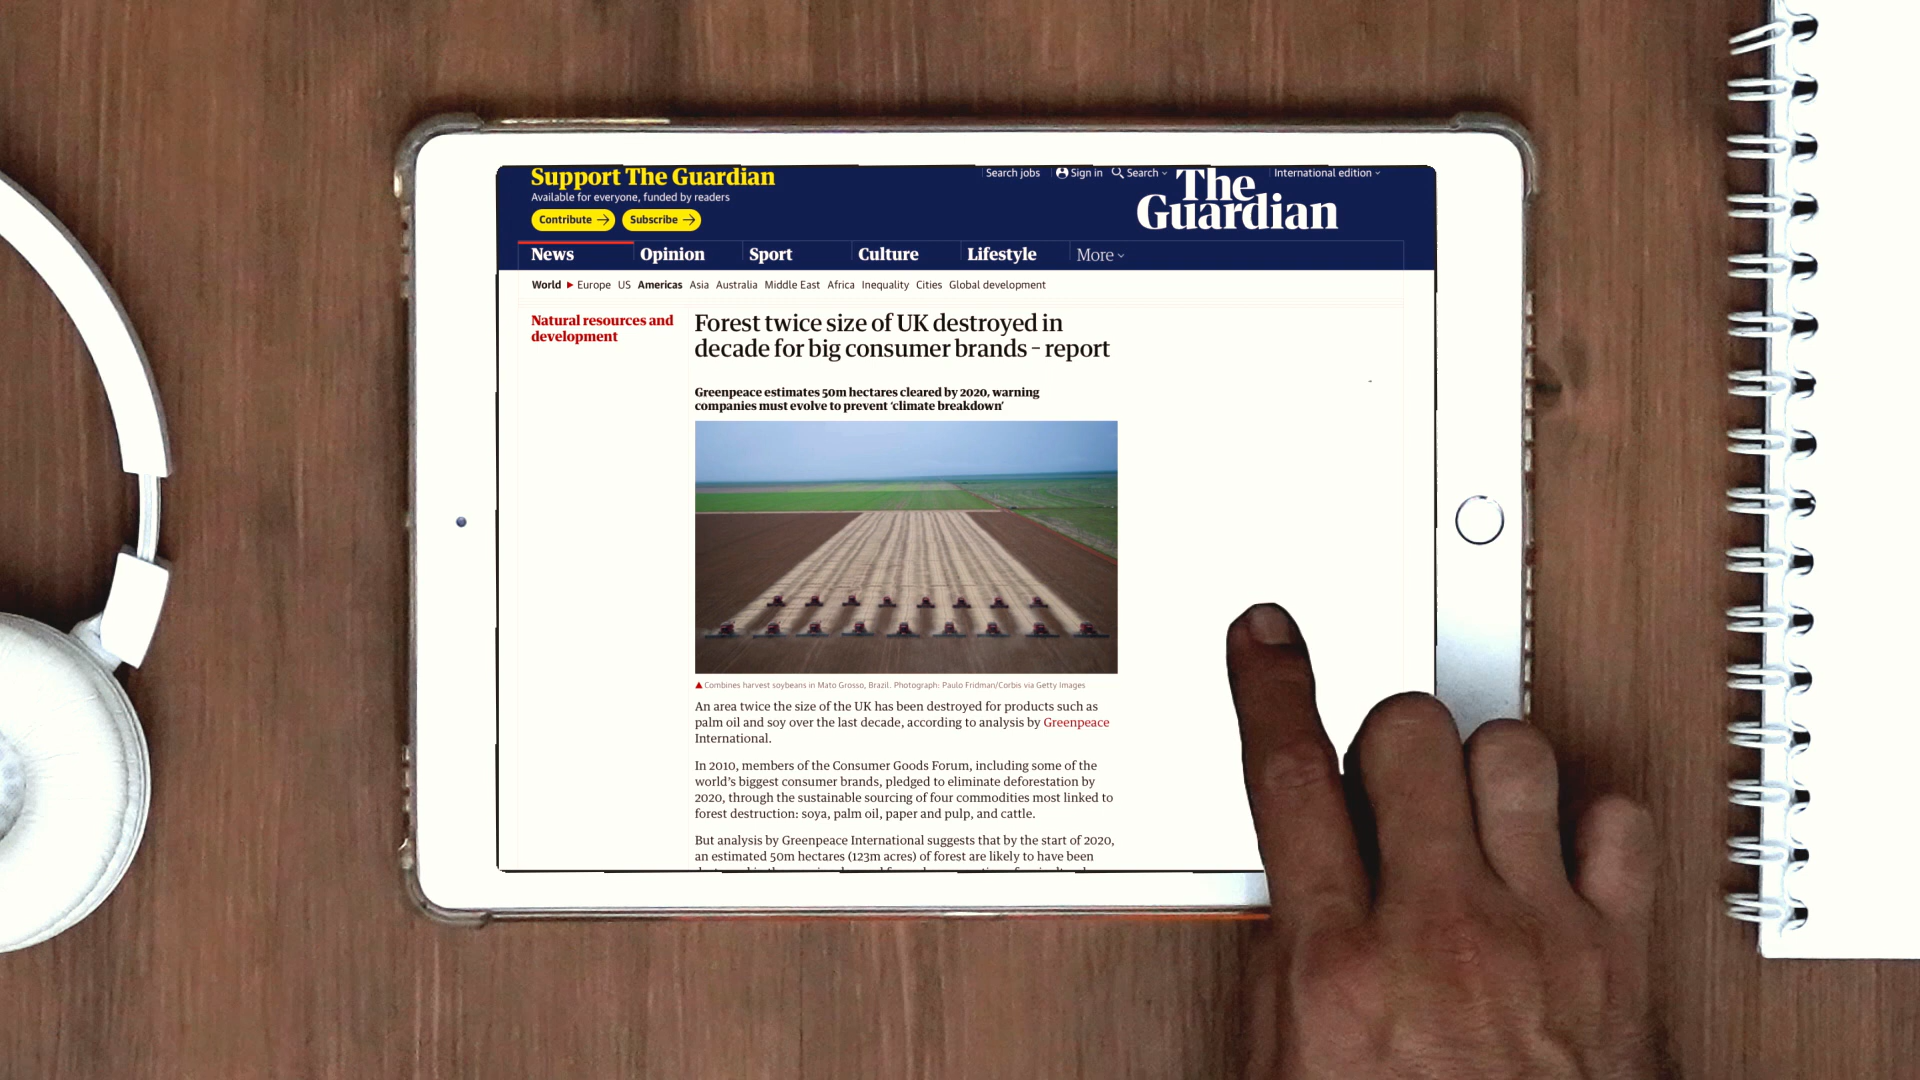 Support The Guardian
Available for everyone, funded by readers
Contribute
Subscribe
Search jobs
Sign in
Search
International edition
The
Guardian
News
Opinion
Sport
Culture
Lifestyle
More
World Europe US Americas Asia Australia Middle East Africa Inequality Cities Global development
Natural resources and
development
Forest twice size of UK destroyed in
decade for big consumer brands – report
Greenpeace estimates 50m hectares cleared by 2020, warning
companies must evolve to prevent ‘climate breakdown’
Combines harvest soybeans in Mato Grosso, Brazil. Photograph: Paulo Fridman/Corbis via Getty Images
An area twice the size of the UK has been destroyed for products such as
palm oil and soy over the last decade, according to analysis by Greenpeace
International.
In 2010, members of the Consumer Goods Forum, including some of the
world’s biggest consumer brands, pledged to eliminate deforestation by
2020, through the sustainable sourcing of four commodities most linked to
forest destruction: soya, palm oil, paper and pulp, and cattle.
But analysis by Greenpeace International suggests that by the start of 2020,
an estimated 50m hectares (123m acres) of forest are likely to have been